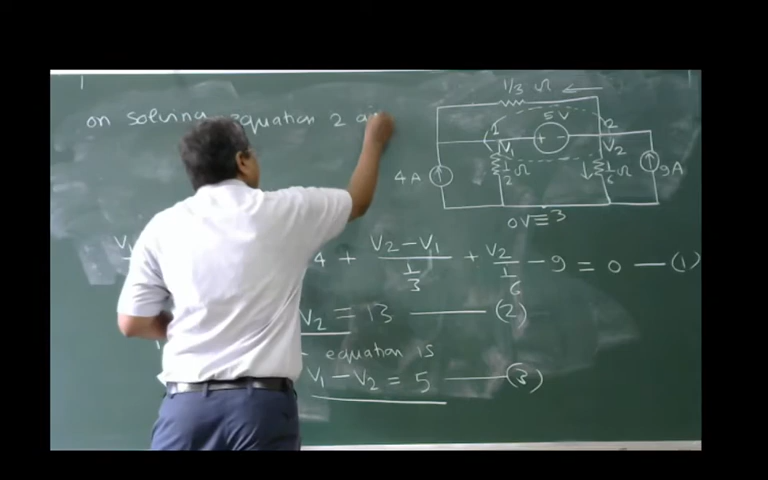 on solving equation 2
1/3 Ω
5V
1
2
+ -
V1
V2
4A
1/2 Ω
1/6 Ω
9A
0V≡3
V1
4 + (V2-V1)/(1/3) + V2/(1/6) - 9 = 0 — (1)
V2 = 13 — (2)
equation is
V1 - V2 = 5 — (3)